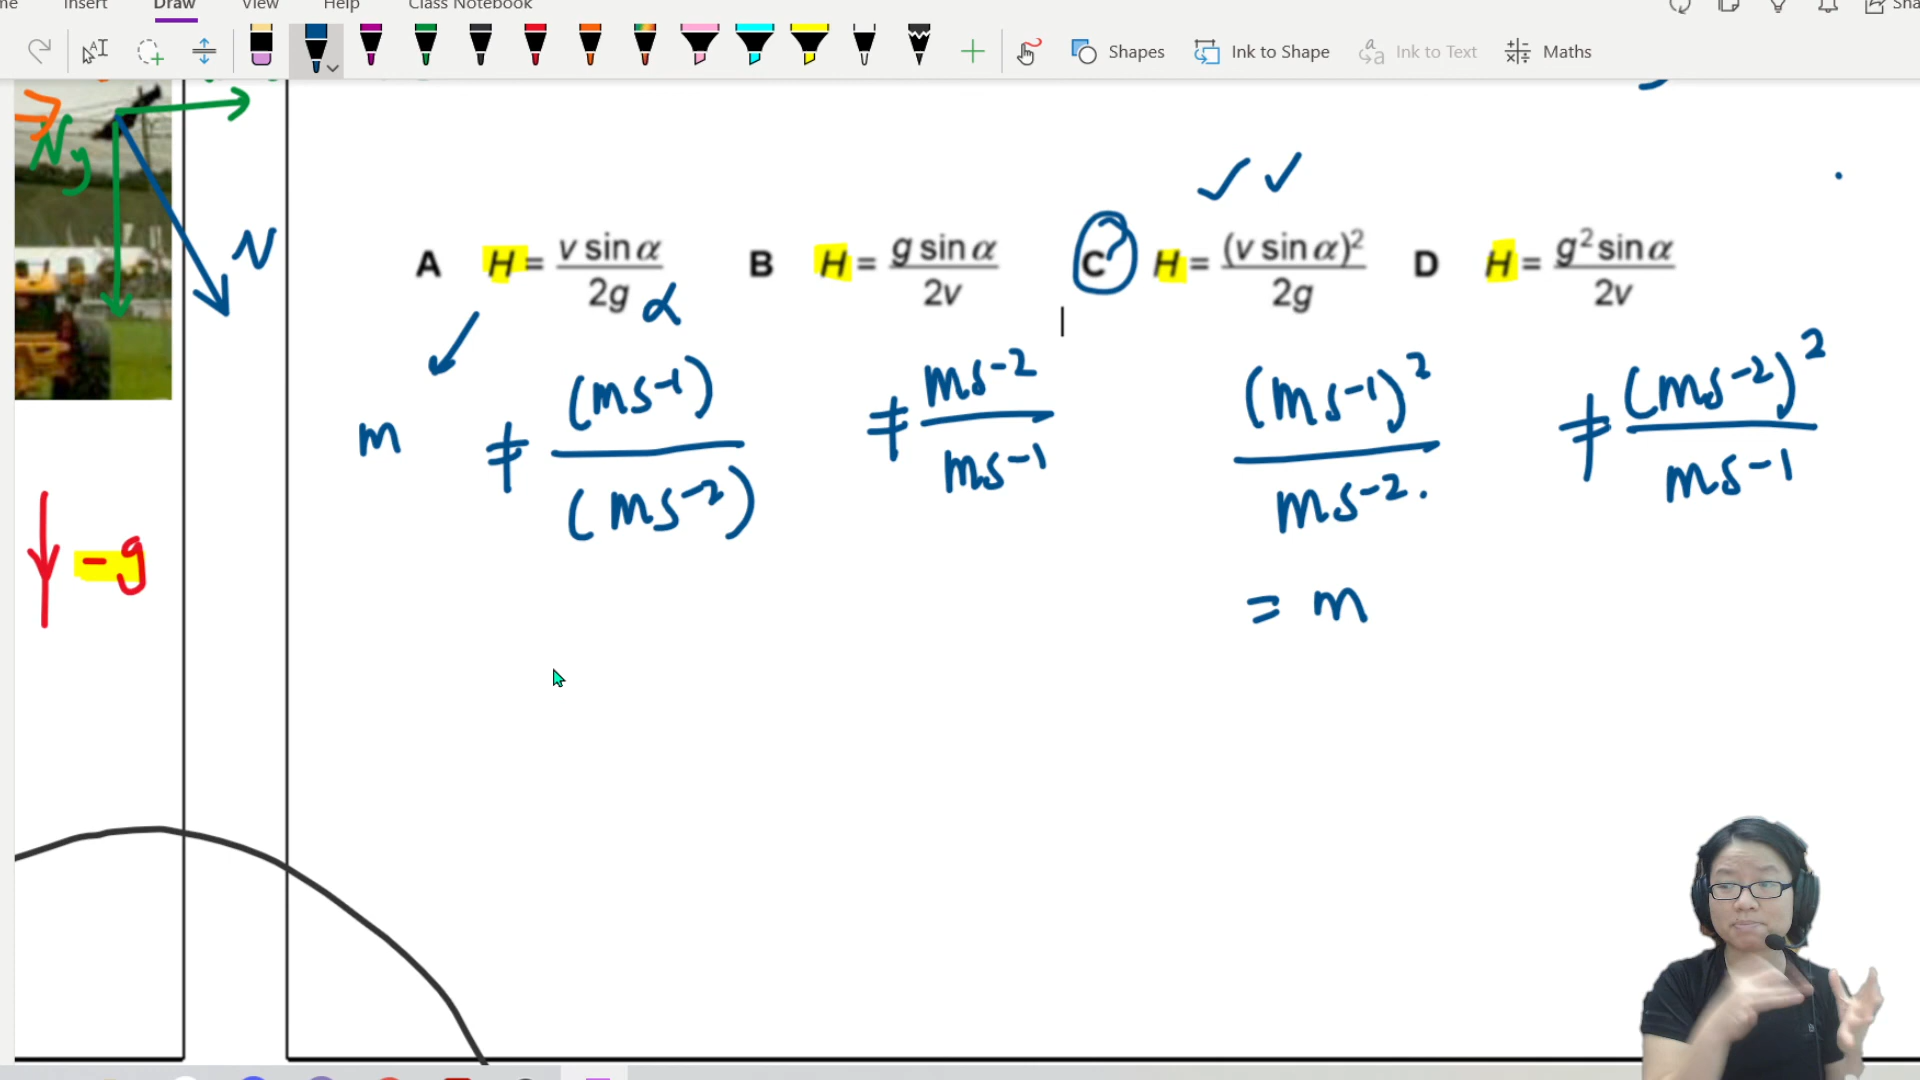 Insert Draw View Help Class Notebook
Shapes Ink to Shape Ink to Text Maths
Ny
N
✓ ✓
A H = v sin α / 2g B H = g sin α / 2v C ? H = (v sin α)² / 2g D H = g² sin α / 2v
α
m ≠ (ms⁻¹) / (ms⁻²) ≠ ms⁻² / ms⁻¹ (ms⁻¹)² / ms⁻². ≠ (ms⁻²)² / ms⁻¹
-g
= m